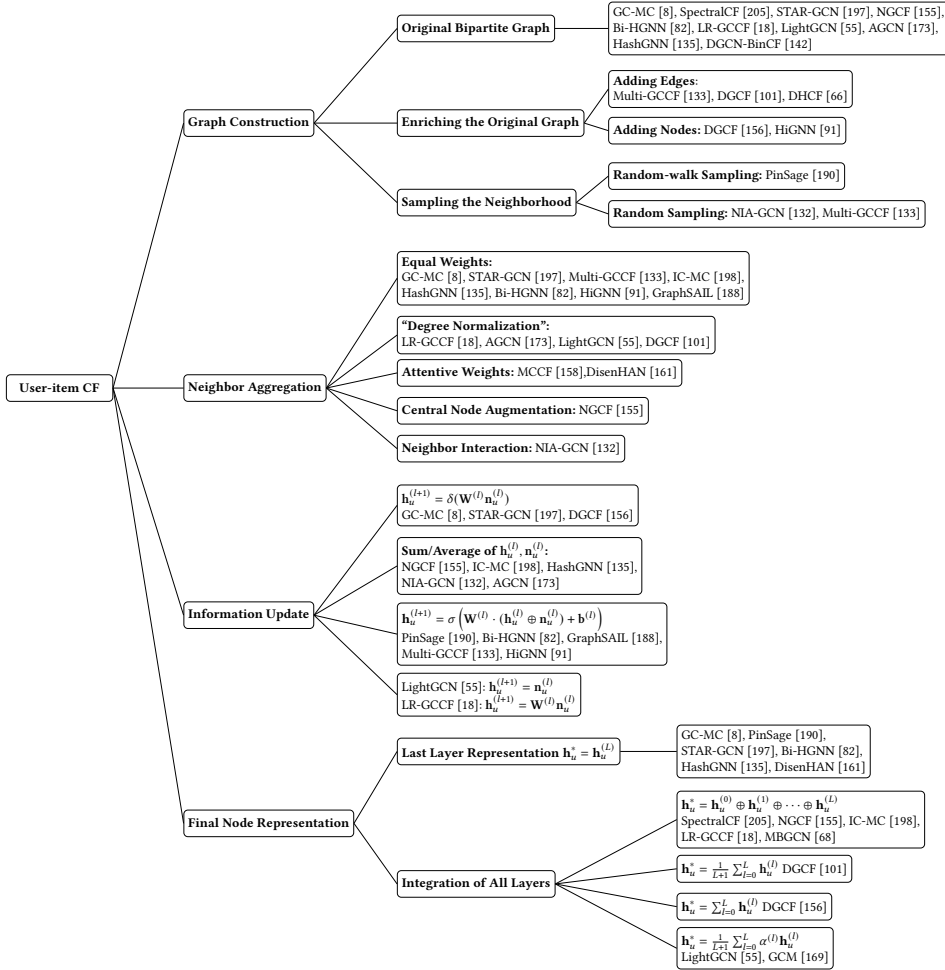 User-item CF
Graph Construction
Original Bipartite Graph
GC-MC [8], SpectralCF [205], STAR-GCN [197], NGCF [155],
Bi-HGNN [82], LR-GCCF [18], LightGCN [55], AGCN [173],
HashGNN [135], DGCN-BinCF [142]
Enriching the Original Graph
Adding Edges:
Multi-GCCF [133], DGCF [101], DHCF [66]
Adding Nodes: DGCF [156], HiGNN [91]
Sampling the Neighborhood
Random-walk Sampling: PinSage [190]
Random Sampling: NIA-GCN [132], Multi-GCCF [133]
Neighbor Aggregation
Equal Weights:
GC-MC [8], STAR-GCN [197], Multi-GCCF [133], IC-MC [198],
HashGNN [135], Bi-HGNN [82], HiGNN [91], GraphSAIL [188]
“Degree Normalization”:
LR-GCCF [18], AGCN [173], LightGCN [55], DGCF [101]
Attentive Weights: MCCF [158],DisenHAN [161]
Central Node Augmentation: NGCF [155]
Neighbor Interaction: NIA-GCN [132]
Information Update
h_u^{(l+1)} = δ(W^{(l)} n_u^{(l)})
GC-MC [8], STAR-GCN [197], DGCF [156]
Sum/Average of h_u^{(l)}, n_u^{(l)}:
NGCF [155], IC-MC [198], HashGNN [135],
NIA-GCN [132], AGCN [173]
h_u^{(l+1)} = σ(W^{(l)} · (h_u^{(l)} ⊕ n_u^{(l)}) + b^{(l)})
PinSage [190], Bi-HGNN [82], GraphSAIL [188],
Multi-GCCF [133], HiGNN [91]
LightGCN [55]: h_u^{(l+1)} = n_u^{(l)}
LR-GCCF [18]: h_u^{(l+1)} = W^{(l)} n_u^{(l)}
Final Node Representation
Last Layer Representation h_u^* = h_u^{(L)}
GC-MC [8], PinSage [190],
STAR-GCN [197], Bi-HGNN [82],
HashGNN [135], DisenHAN [161]
Integration of All Layers
h_u^* = h_u^{(0)} ⊕ h_u^{(1)} ⊕ ··· ⊕ h_u^{(L)}
SpectralCF [205], NGCF [155], IC-MC [198],
LR-GCCF [18], MBGCN [68]
h_u^* = \frac{1}{L+1} ∑_{l=0}^{L} h_u^{(l)} DGCF [101]
h_u^* = ∑_{l=0}^{L} h_u^{(l)} DGCF [156]
h_u^* = \frac{1}{L+1} ∑_{l=0}^{L} α^{(l)} h_u^{(l)}
LightGCN [55], GCM [169]